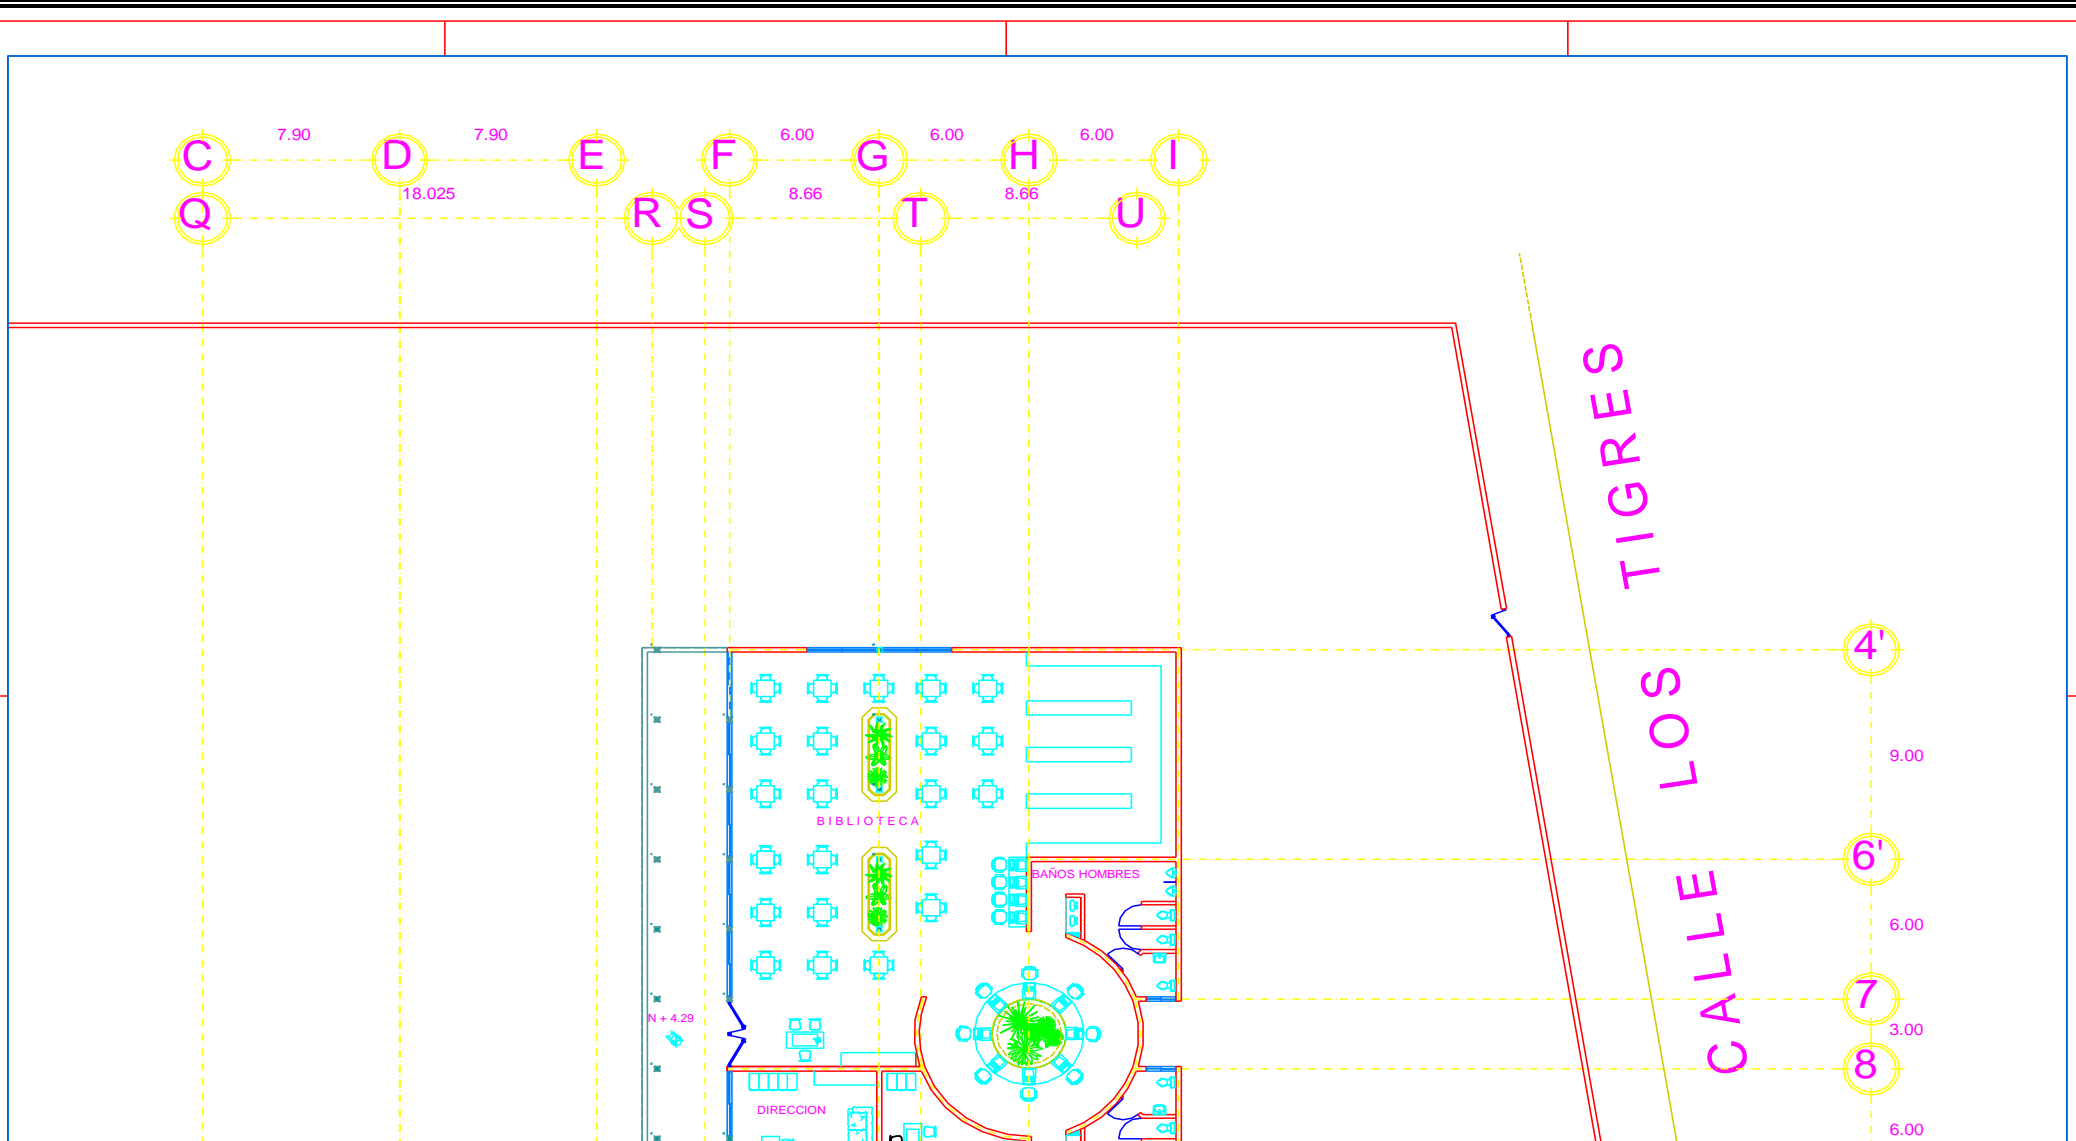 7.90 7.90 6.00 6.00 6.00
C D E F G H I
18.025 8.66 8.66
Q R S T U
CALLE LOS TIGRES
4'
9.00
BIBLIOTECA
6'
BAÑOS HOMBRES
6.00
7
N + 4.29
3.00
8
DIRECCION
6.00